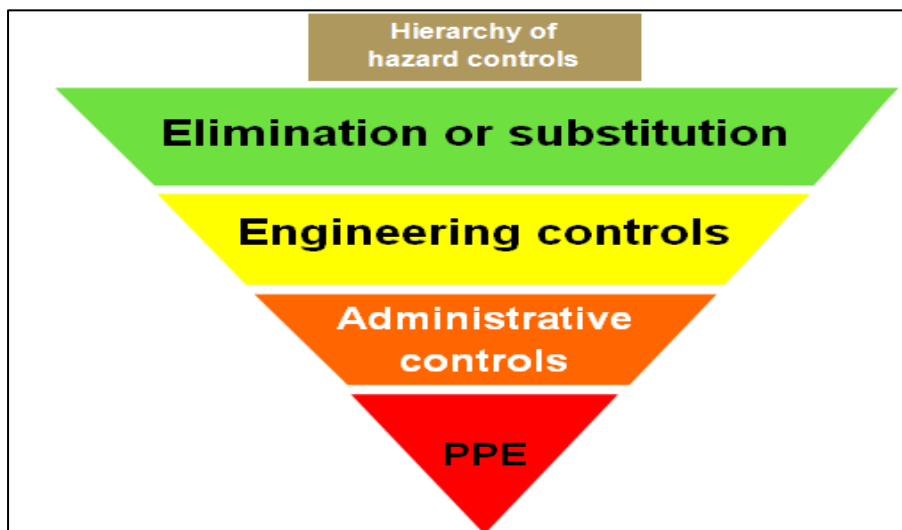 Hierarchy of
hazard controls
Elimination or substitution
Engineering controls
Administrative
controls
PPE